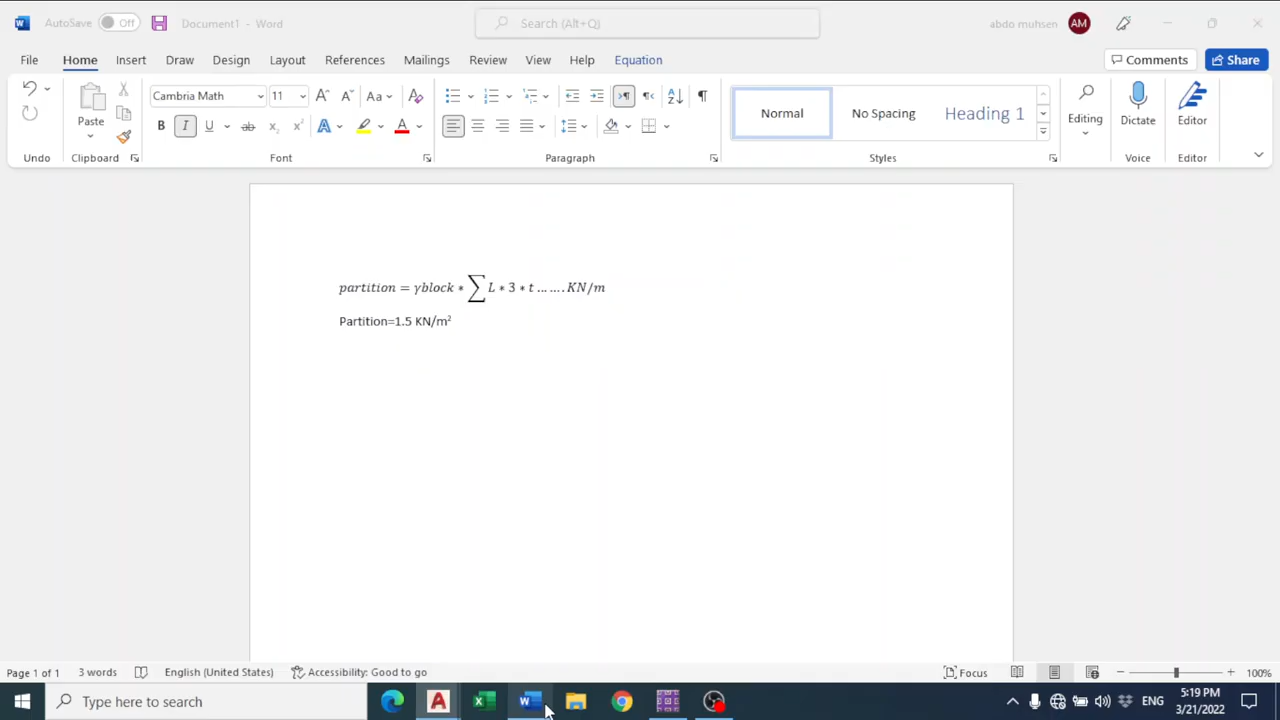 AutoSave Off Document1 - Word Search (Alt+Q) abdo muhsen AM
File Home Insert Draw Design Layout References Mailings Review View Help Equation Comments Share
Cambria Math 11 Aa Normal No Spacing Heading 1
Paste Editing Dictate Editor
Undo Clipboard Font Paragraph Styles Voice Editor
partition = γblock * ∑ L * 3 * t ... .... KN/m
Partition=1.5 KN/m²
Page 1 of 1 3 words English (United States) Accessibility: Good to go Focus 100%
Type here to search ENG 5:19 PM
3/21/2022